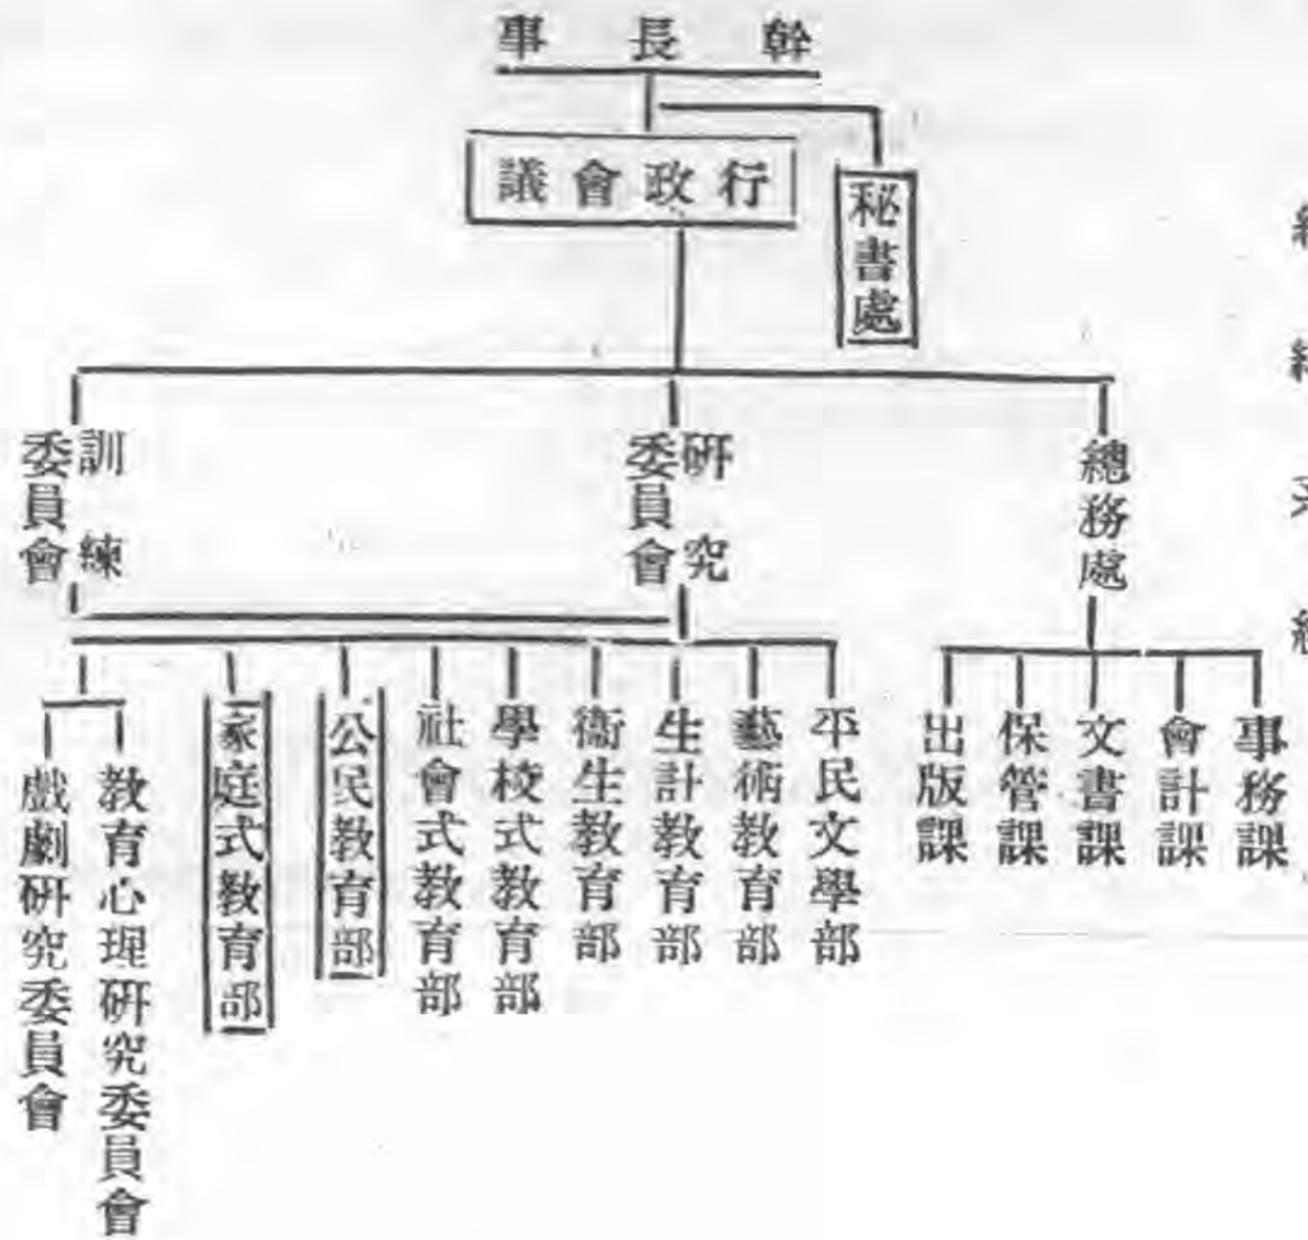 幹長事
行政會議
秘書處
總務處
研究
委員會
訓練
委員會
事務課
會計課
文書課
保管課
出版課
平民文學部
藝術教育部
生計教育部
衞生教育部
學校式教育部
社會式教育部
公民教育部
家庭式教育部
教育心理研究委員會
戲劇研究委員會